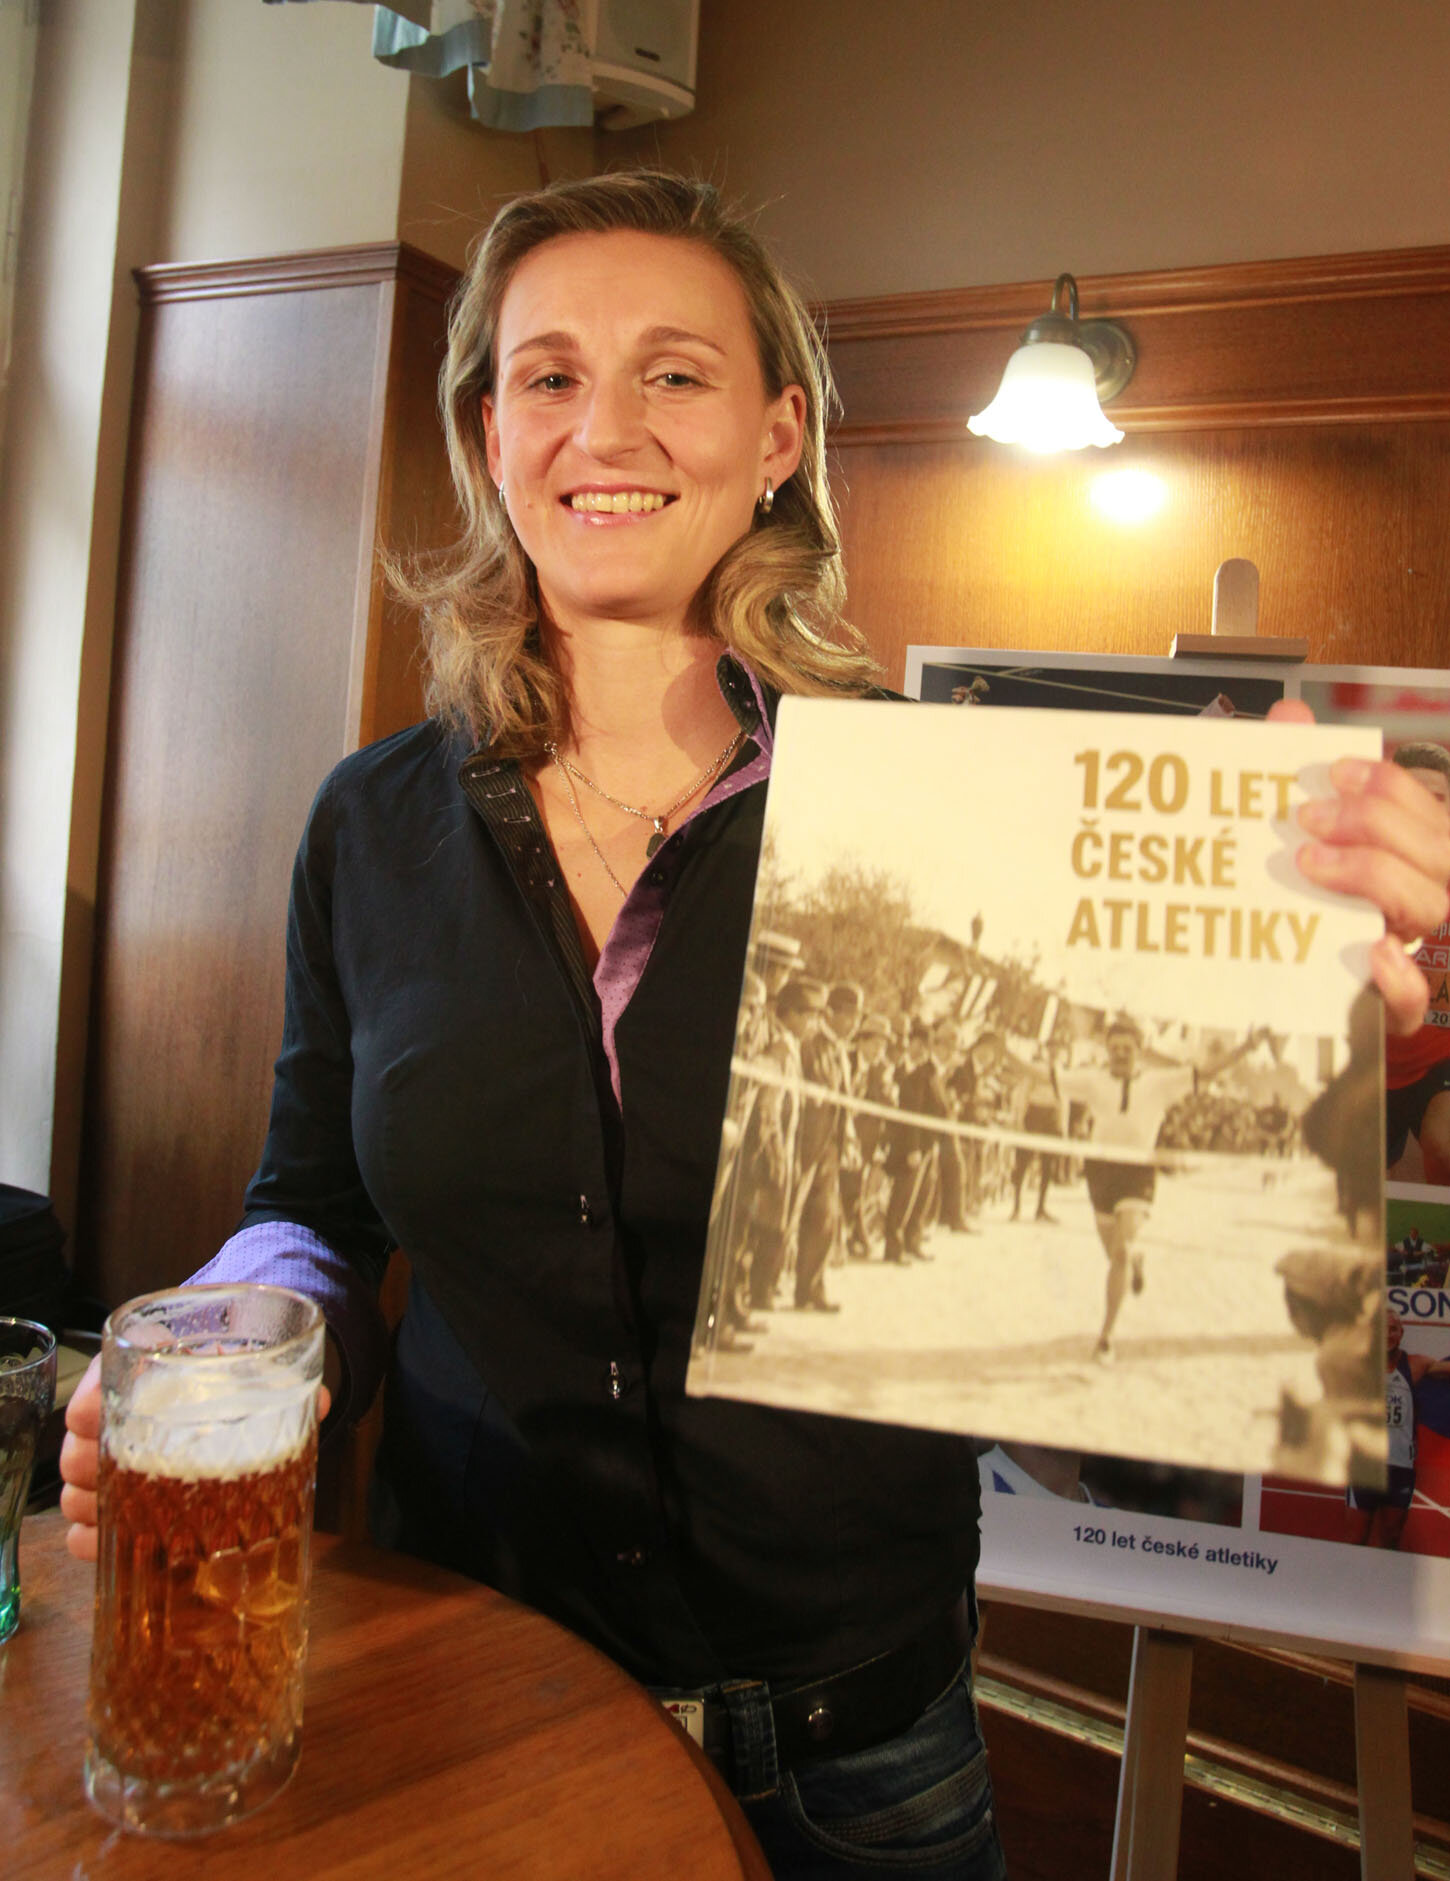 120 LET
ČESKÉ
ATLETIKY
120 let české atletiky